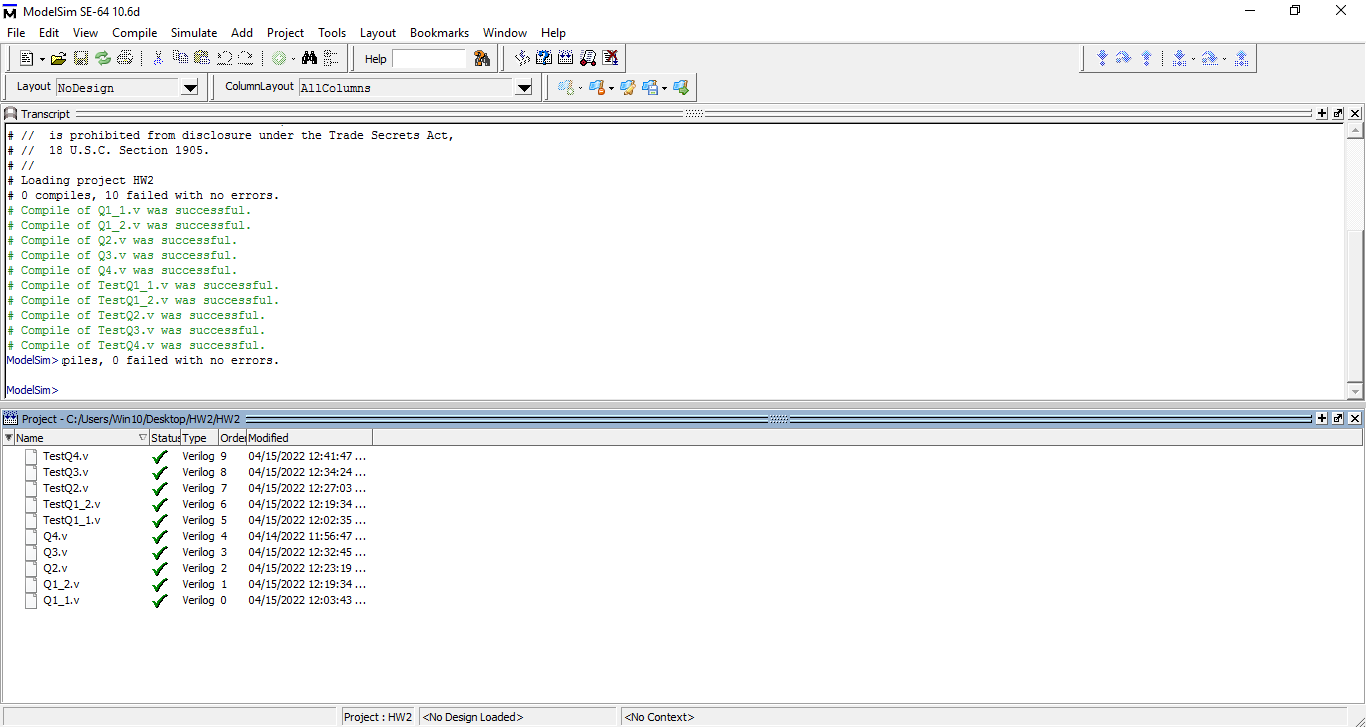 ModelSim SE-64 10.6d
File Edit View Compile Simulate Add Project Tools Layout Bookmarks Window Help
Help
Layout NoDesign ColumnLayout AllColumns
Transcript
# // is prohibited from disclosure under the Trade Secrets Act,
# // 18 U.S.C. Section 1905.
# //
# Loading project HW2
# 0 compiles, 10 failed with no errors.
# Compile of Q1_1.v was successful.
# Compile of Q1_2.v was successful.
# Compile of Q2.v was successful.
# Compile of Q3.v was successful.
# Compile of Q4.v was successful.
# Compile of TestQ1_1.v was successful.
# Compile of TestQ1_2.v was successful.
# Compile of TestQ2.v was successful.
# Compile of TestQ3.v was successful.
# Compile of TestQ4.v was successful.
ModelSim> piles, 0 failed with no errors.
ModelSim>
Project - C:/Users/Win10/Desktop/HW2/HW2
Name Status Type Order Modified
TestQ4.v Verilog 9 04/15/2022 12:41:47 ...
TestQ3.v Verilog 8 04/15/2022 12:34:24 ...
TestQ2.v Verilog 7 04/15/2022 12:27:03 ...
TestQ1_2.v Verilog 6 04/15/2022 12:19:34 ...
TestQ1_1.v Verilog 5 04/15/2022 12:02:35 ...
Q4.v Verilog 4 04/14/2022 11:56:47 ...
Q3.v Verilog 3 04/15/2022 12:32:45 ...
Q2.v Verilog 2 04/15/2022 12:23:19 ...
Q1_2.v Verilog 1 04/15/2022 12:19:34 ...
Q1_1.v Verilog 0 04/15/2022 12:03:43 ...
Project : HW2 <No Design Loaded> <No Context>